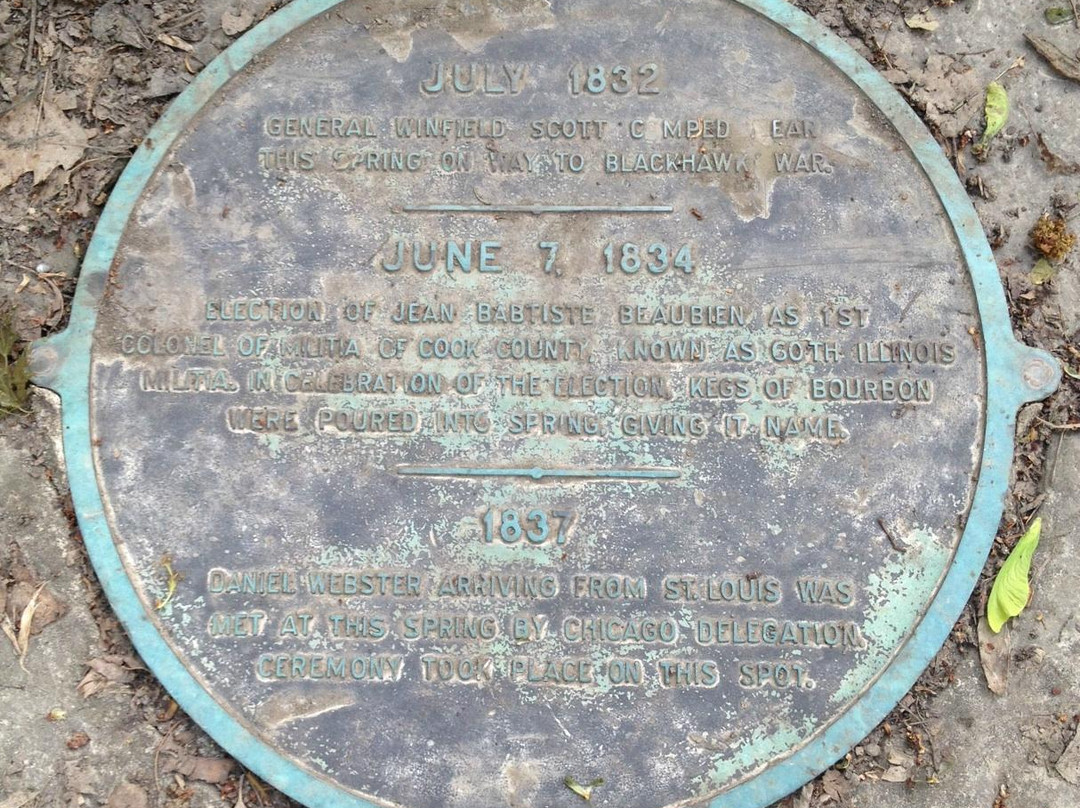 JULY 1832
GENERAL WINFIELD SCOTT CAMPED NEAR
THIS SPRING ON WAY TO BLACKHAWK WAR.
JUNE 7, 1834
ELECTION OF JEAN BABTISTE BEAUBIEN AS 1ST
COLONEL OF MILITIA OF COOK COUNTY, KNOWN AS 60TH ILLINOIS
MILITIA. IN CELEBRATION OF THE ELECTION, KEGS OF BOURBON
WERE POURED INTO SPRING, GIVING IT NAME.
1837
DANIEL WEBSTER ARRIVING FROM ST. LOUIS WAS
MET AT THIS SPRING BY CHICAGO DELEGATION.
CEREMONY TOOK PLACE ON THIS SPOT.